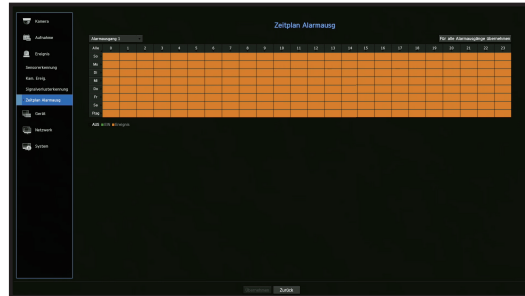 Zeitplan Alarmausg
Kamera
Aufnahme
Ereignis
Sensorerkennung
Kam. Ereig.
Signalverlusterkennung
Zeitplan Alarmausg
Gerät
Netzwerk
System
Alarmausgang 1
Für alle Alarmausgänge übernehmen
Alle 0 1 2 3 4 5 6 7 8 9 10 11 12 13 14 15 16 17 18 19 20 21 22 23
So
Mo
Di
Mi
Do
Fr
Sa
Ftag
AUS EIN Ereignis
Übernehmen Zurück